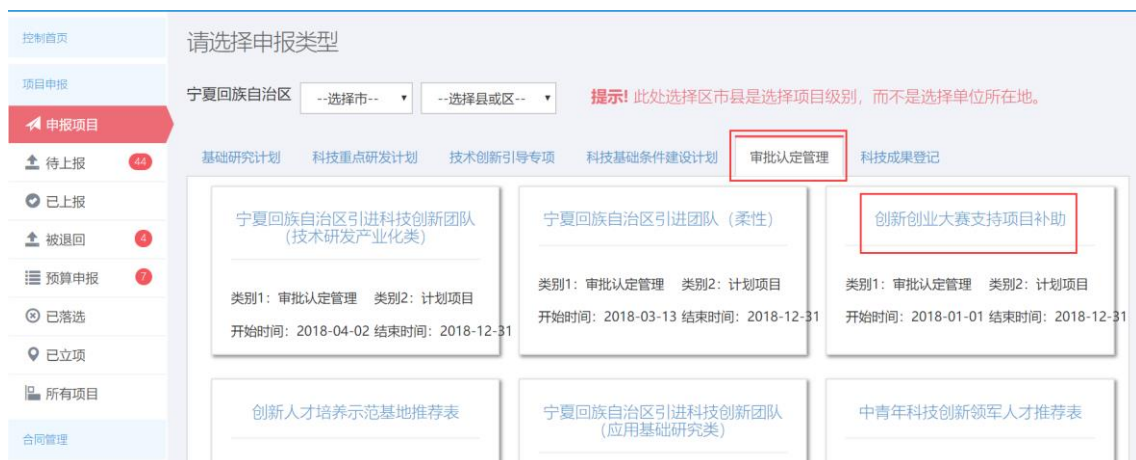 控制首页
项目申报
申报项目
待上报 44
已上报
被退回 4
预算申报 7
已落选
已立项
所有项目
合同管理
请选择申报类型
宁夏回族自治区 --选择市-- --选择县或区-- 提示! 此处选择区市县是选择项目级别，而不是选择单位所在地。
基础研究计划 科技重点研发计划 技术创新引导专项 科技基础条件建设计划 审批认定管理 科技成果登记
宁夏回族自治区引进科技创新团队
（技术研发产业化类）
类别1：审批认定管理 类别2：计划项目
开始时间：2018-04-02 结束时间：2018-12-31
宁夏回族自治区引进团队（柔性）
类别1：审批认定管理 类别2：计划项目
开始时间：2018-03-13 结束时间：2018-12-31
创新创业大赛支持项目补助
类别1：审批认定管理 类别2：计划项目
开始时间：2018-01-01 结束时间：2018-12-31
创新人才培养示范基地推荐表
宁夏回族自治区引进科技创新团队
（应用基础研究类）
中青年科技创新领军人才推荐表